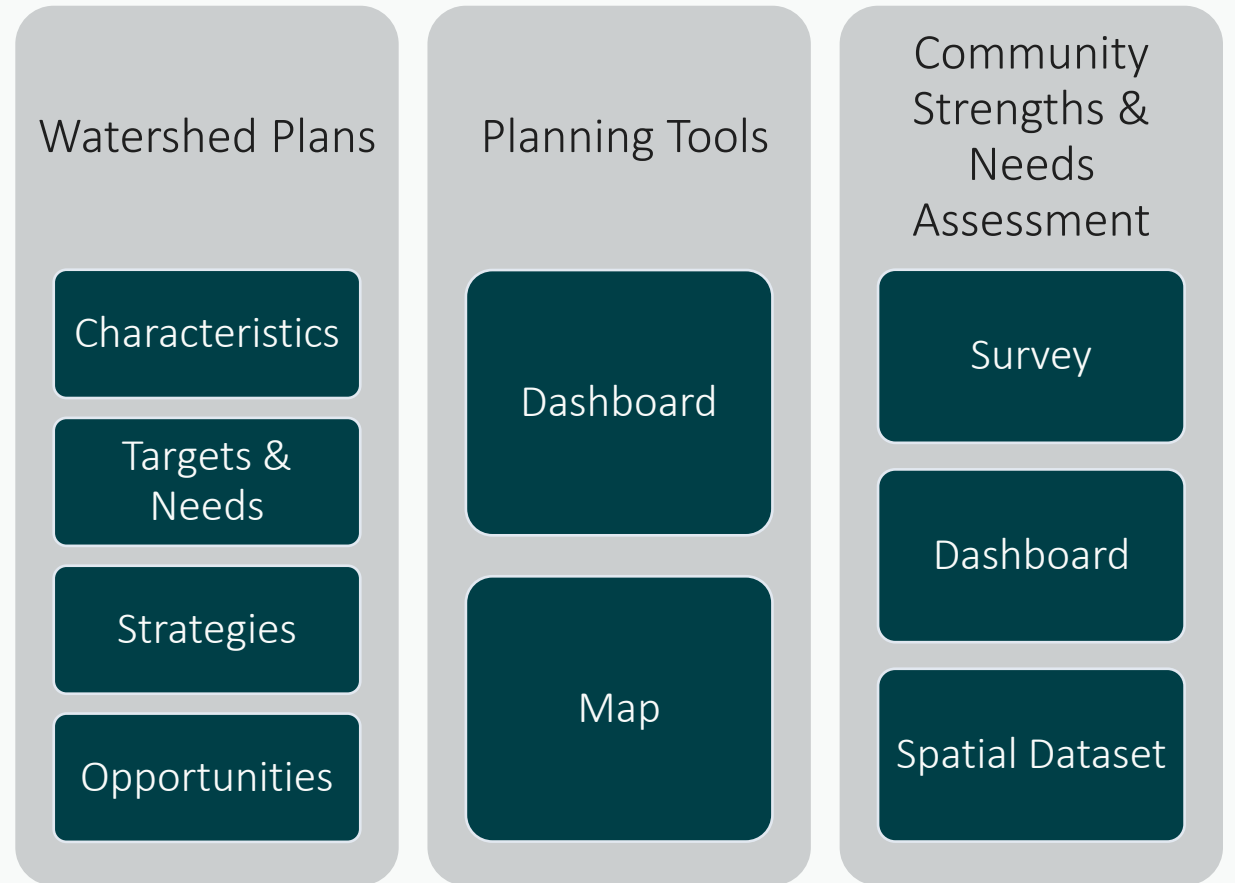 Watershed Plans
Characteristics
Targets &
Needs
Strategies
Opportunities
Planning Tools
Dashboard
Map
Community
Strengths &
Needs
Assessment
Survey
Dashboard
Spatial Dataset